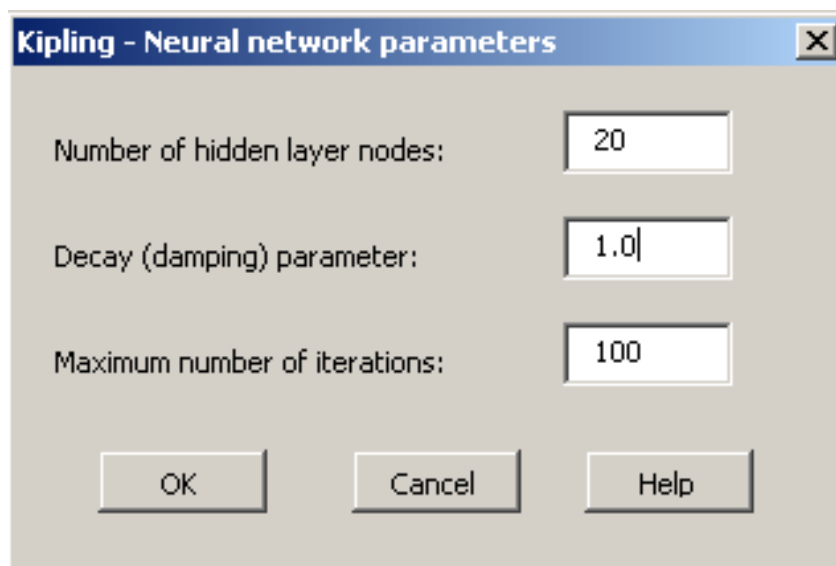 Kipling - Neural network parameters
Number of hidden layer nodes: 20
Decay (damping) parameter: 1.0
Maximum number of iterations: 100
OK Cancel Help